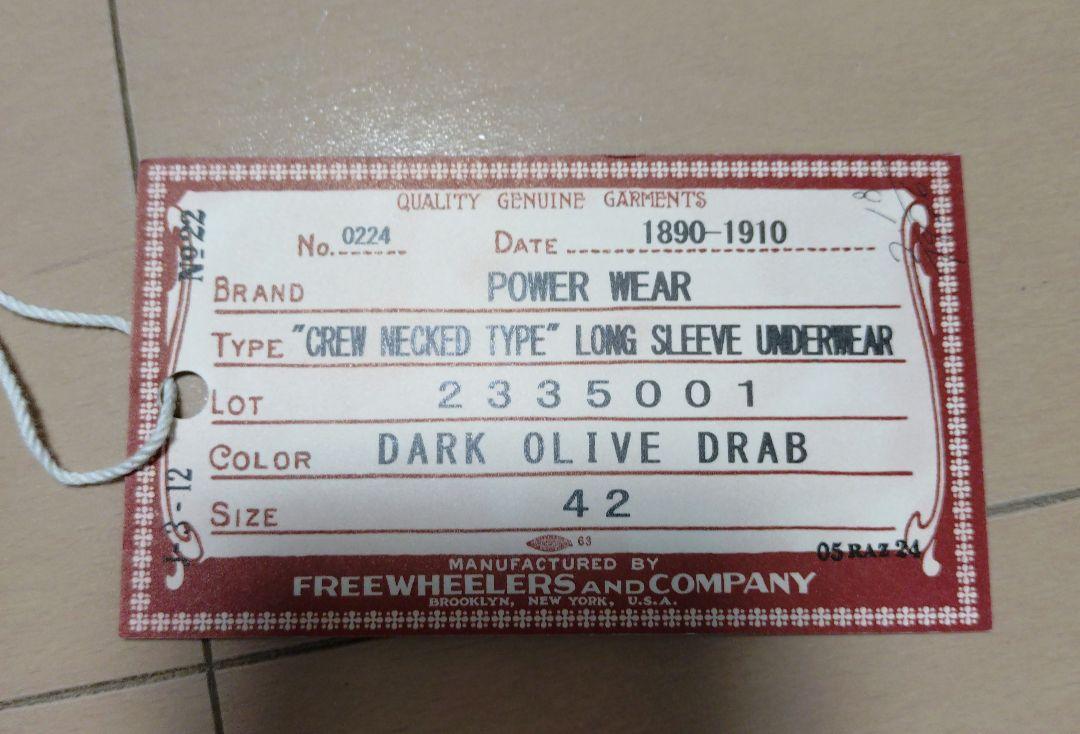 QUALITY GENUINE GARMENTS
No. 0224 DATE 1890-1910
BRAND POWER WEAR
TYPE "CREW NECKED TYPE" LONG SLEEVE UNDERWEAR
LOT 2335001
COLOR DARK OLIVE DRAB
SIZE 42
63
05 RAZ 24
MANUFACTURED BY
FREEWHEELERS AND COMPANY
BROOKLYN, NEW YORK, U.S.A.
No 22